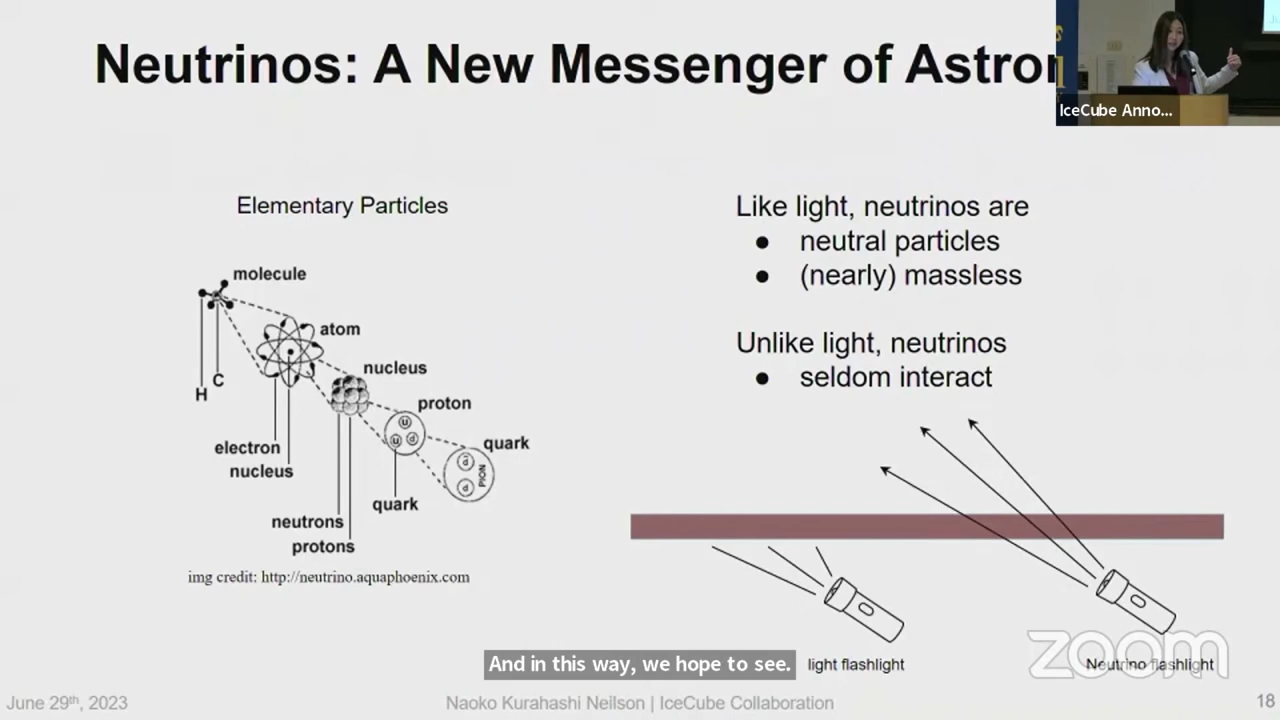 Neutrinos: A New Messenger of Astro
IceCube Anno...
Elementary Particles
molecule
atom
nucleus
proton
quark
H
C
electron
nucleus
neutrons
protons
quark
u
u
d
d
d
PION
img credit: http://neutrino.aquaphoenix.com
Like light, neutrinos are
● neutral particles
● (nearly) massless
Unlike light, neutrinos
● seldom interact
light flashlight
Neutrino flashlight
And in this way, we hope to see.
zoom
June 29th, 2023
Naoko Kurahashi Neilson | IceCube Collaboration
18